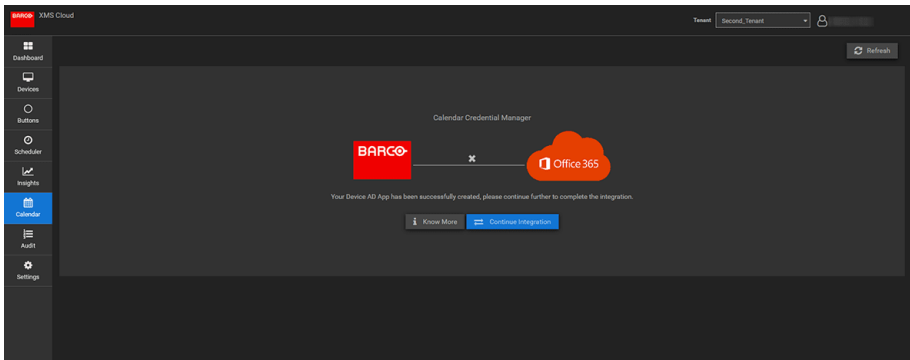 BARCO XMS Cloud
Tenant Second_Tenant
Refresh
Dashboard
Devices
Buttons
Scheduler
Insights
Calendar
Audit
Settings
Calendar Credential Manager
BARCO
Office 365
Your Device AD App has been successfully created, please continue further to complete the integration.
Know More
Continue Integration